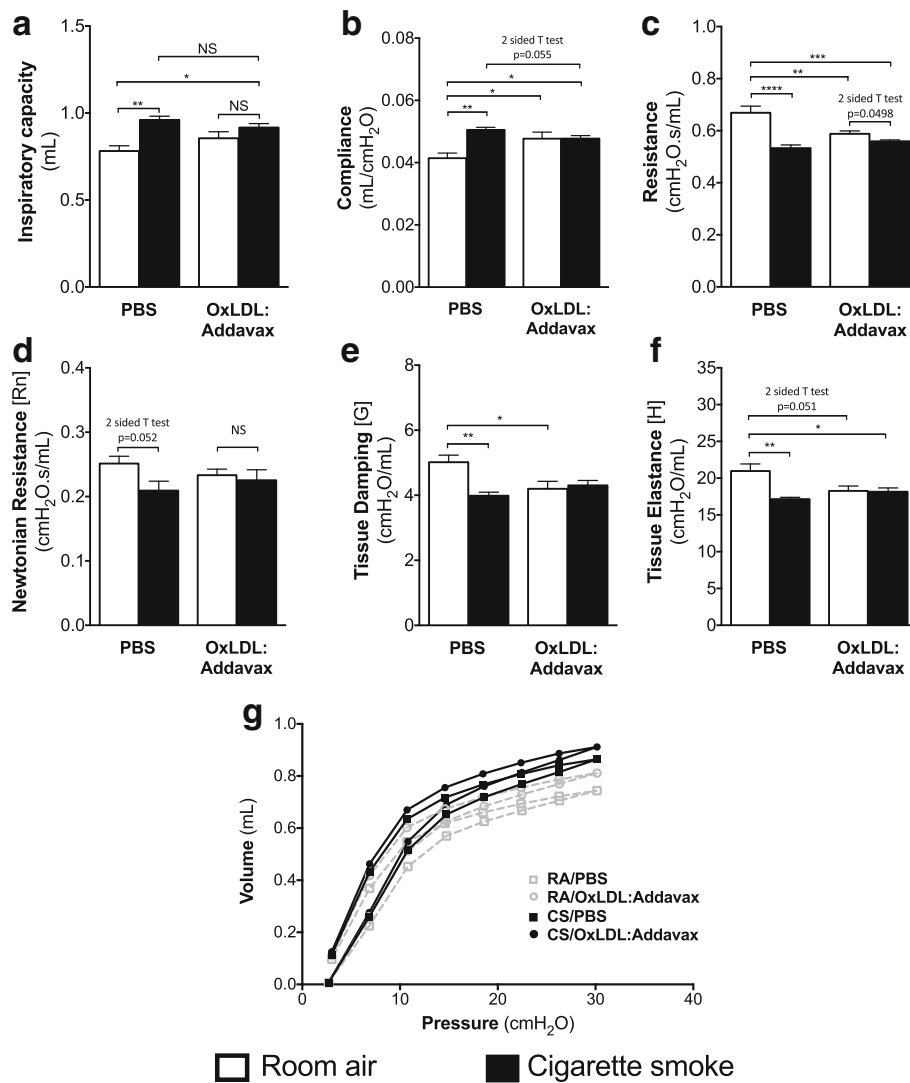 a
Inspiratory capacity
(mL)
1.5
1.0
0.5
0.0
NS
*
**
NS
PBS
OxLDL:
Addavax
b
Compliance
(mL/cmH2O)
0.08
0.06
0.04
0.02
0.00
2 sided T test
p=0.055
*
*
**
PBS
OxLDL:
Addavax
c
Resistance
(cmH2O.s/mL)
1.0
0.8
0.6
0.4
0.2
0.0
***
**
****
2 sided T test
p=0.0498
PBS
OxLDL:
Addavax
d
Newtonian Resistance [Rn]
(cmH2O.s/mL)
0.4
0.3
0.2
0.1
0.0
2 sided T test
p=0.052
NS
PBS
OxLDL:
Addavax
e
Tissue Damping [G]
(cmH2O/mL)
8
6
4
2
0
*
**
PBS
OxLDL:
Addavax
f
Tissue Elastance [H]
(cmH2O/mL)
35
30
25
20
15
10
5
0
2 sided T test
p=0.051
*
**
PBS
OxLDL:
Addavax
g
Volume (mL)
1.0
0.8
0.6
0.4
0.2
0.0
RA/PBS
RA/OxLDL:Addavax
CS/PBS
CS/OxLDL:Addavax
0 10 20 30 40
Pressure (cmH2O)
Room air
Cigarette smoke